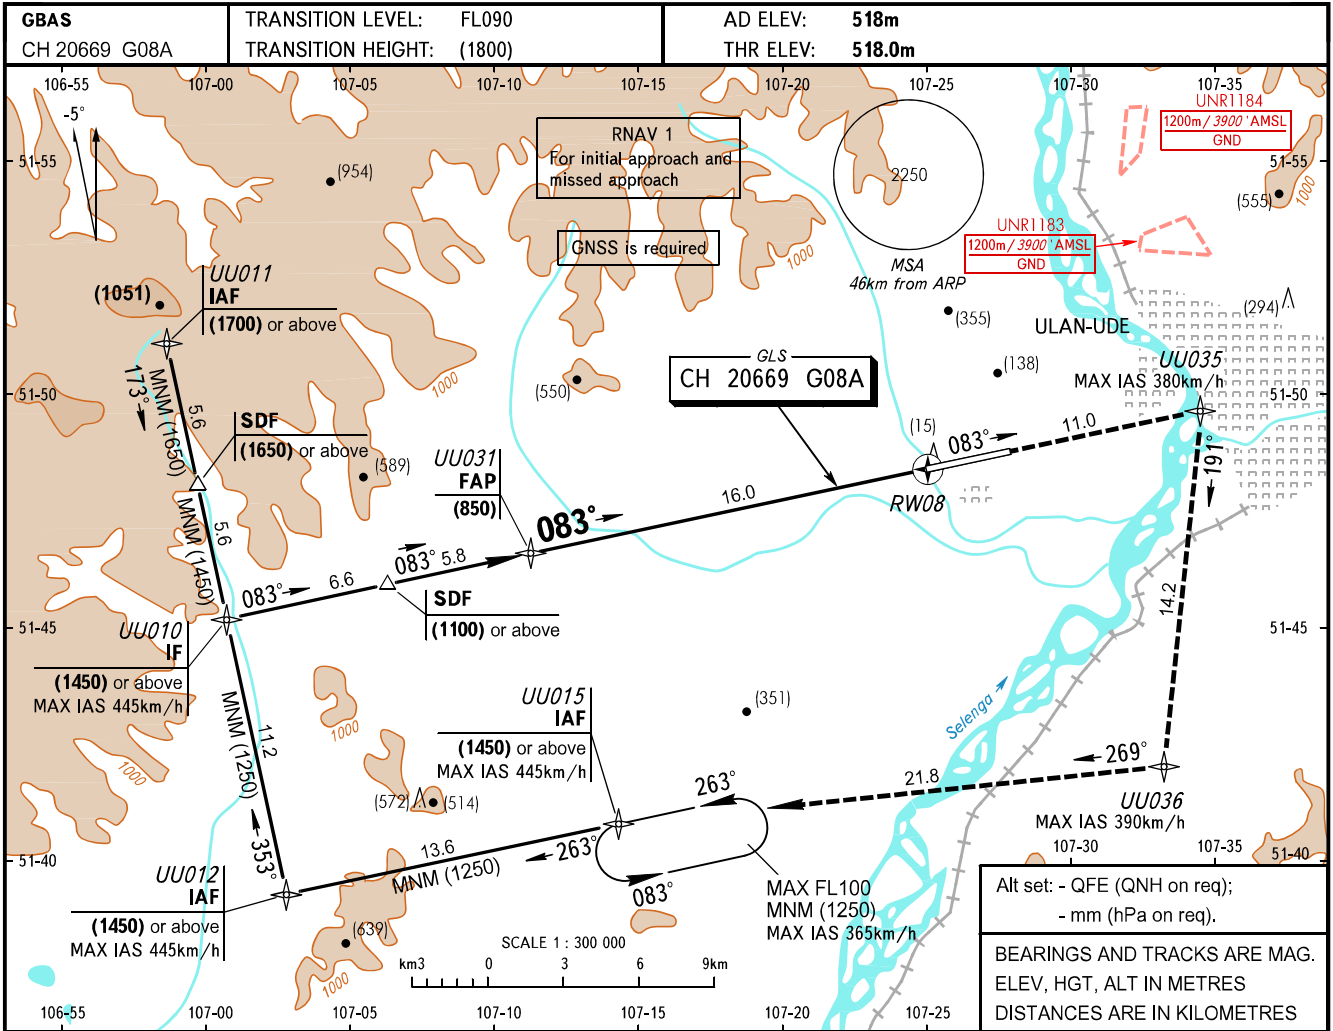 GBAS
CH 20669 G08A
TRANSITION LEVEL: FL090
TRANSITION HEIGHT: (1800)
AD ELEV: 518m
THR ELEV: 518.0m
106-55 107-00 107-05 107-10 107-15 107-20 107-25 107-30 107-35
-5°
51-55
51-55
(954)
RNAV 1
For initial approach and
missed approach
GNSS is required
2250
MSA
46km from ARP
UNR1184
1200m/3900'AMSL
GND
(555)
1000
UNR1183
1200m/3900'AMSL
GND
1000
(1051)
UU011
IAF
(1700) or above
(355)
ULAN-UDE
(294)
173°
MNM (1650)
5.6
1000
(550)
GLS
CH 20669 G08A
(138)
UU035
MAX IAS 380km/h
51-50
51-50
SDF
(1650) or above
(589)
UU031
FAP
(850)
(15)
083°
11.0
191°
16.0
RW08
083°
5.6
MNM (1450)
083°
6.6
083°
5.8
SDF
(1100) or above
14.2
51-45
51-45
UU010
IF
(1450) or above
MAX IAS 445km/h
MNM (1250)
11.2
1000
1000
UU015
IAF
(1450) or above
MAX IAS 445km/h
(351)
Selenga
269°
21.8
UU036
MAX IAS 390km/h
263°
(572)
(514)
263°
13.6
MNM (1250)
083°
353°
51-40
107-30 107-35
51-40
UU012
IAF
(1450) or above
MAX IAS 445km/h
MAX FL100
MNM (1250)
MAX IAS 365km/h
(639)
1000
SCALE 1 : 300 000
km3 0 3 6 9km
Alt set: - QFE (QNH on req);
- mm (hPa on req).
BEARINGS AND TRACKS ARE MAG.
ELEV, HGT, ALT IN METRES
DISTANCES ARE IN KILOMETRES
106-55 107-00 107-05 107-10 107-15 107-20 107-25